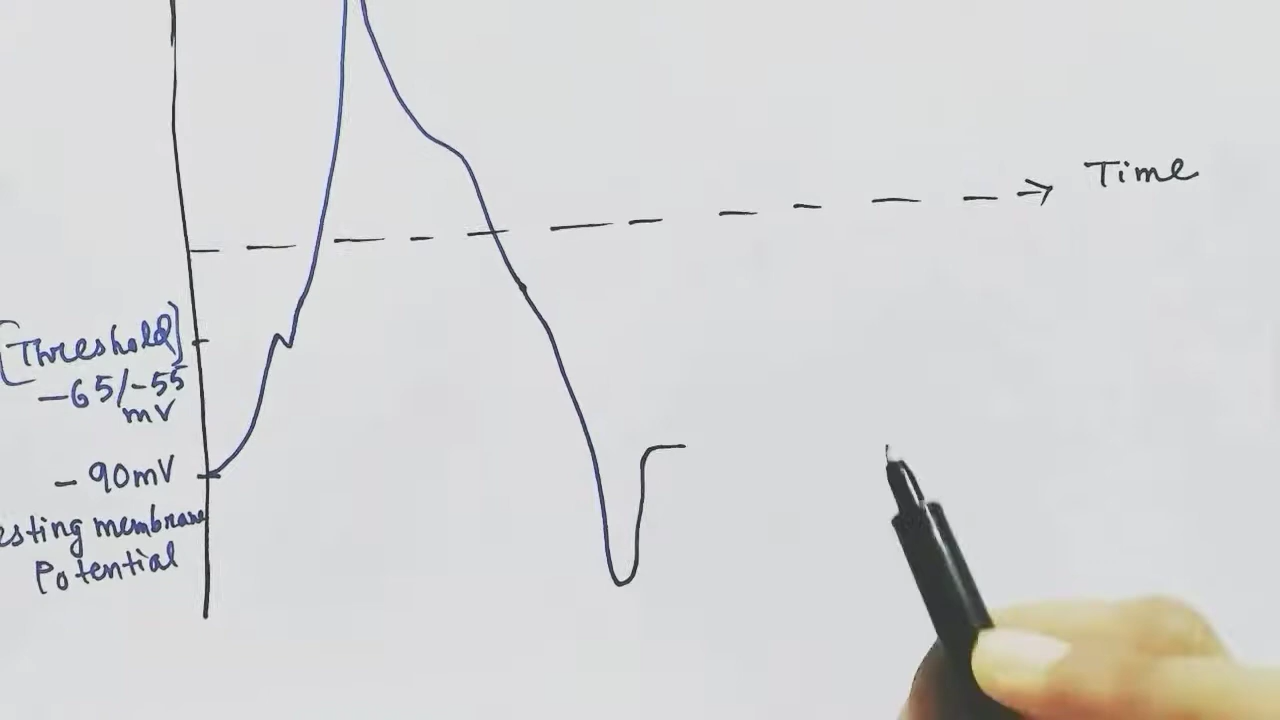 Time
[Threshold]
-65/-55
mV
- 90mV
esting membrane
Potential